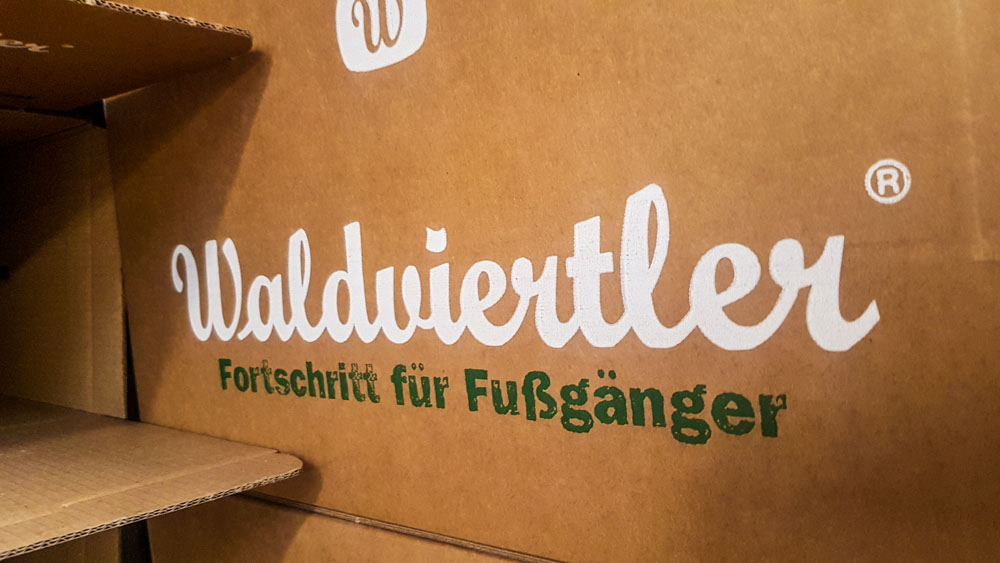 W
Waldviertler ®
Fortschritt für Fußgänger